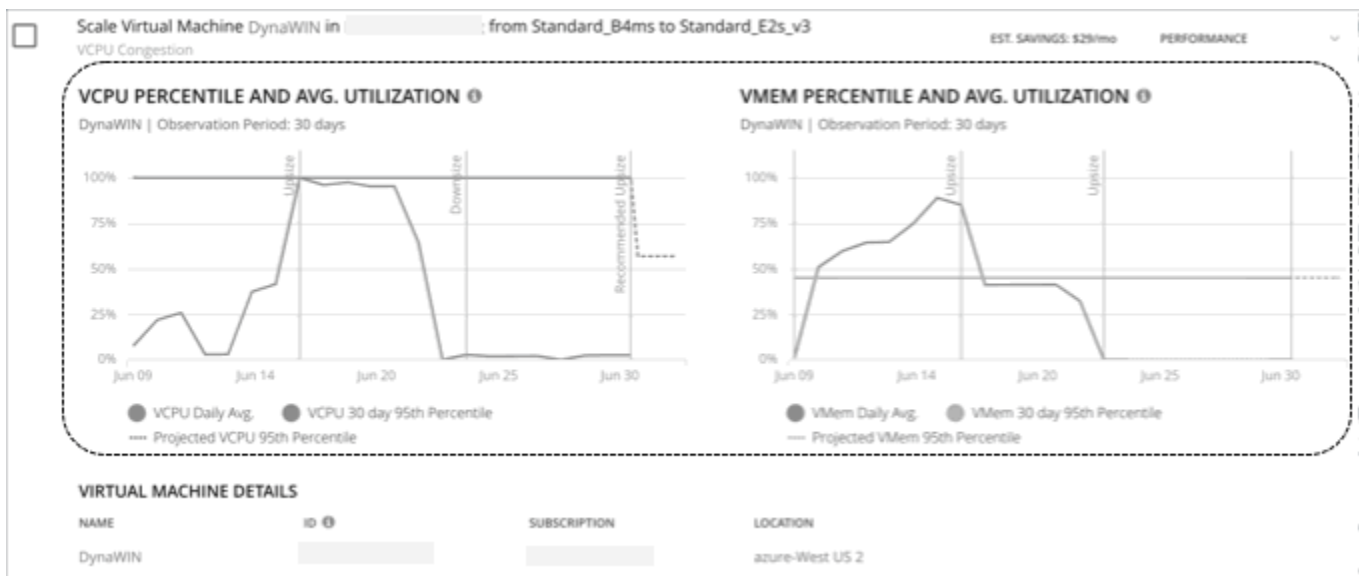 Scale Virtual Machine DynaWIN in from Standard_B4ms to Standard_E2s_v3
EST. SAVINGS: $29/mo PERFORMANCE
VCPU Congestion
VCPU PERCENTILE AND AVG. UTILIZATION
DynaWIN | Observation Period: 30 days
Upsize
Downsize
Recommended Upsize
100%
75%
50%
25%
0%
Jun 09 Jun 14 Jun 20 Jun 25 Jun 30
VCPU Daily Avg. VCPU 30 day 95th Percentile
Projected VCPU 95th Percentile
VMEM PERCENTILE AND AVG. UTILIZATION
DynaWIN | Observation Period: 30 days
Upsize
Upsize
100%
75%
50%
25%
0%
Jun 09 Jun 14 Jun 20 Jun 25 Jun 30
VMem Daily Avg. VMem 30 day 95th Percentile
Projected VMem 95th Percentile
VIRTUAL MACHINE DETAILS
NAME ID SUBSCRIPTION LOCATION
DynaWIN azure-West US 2